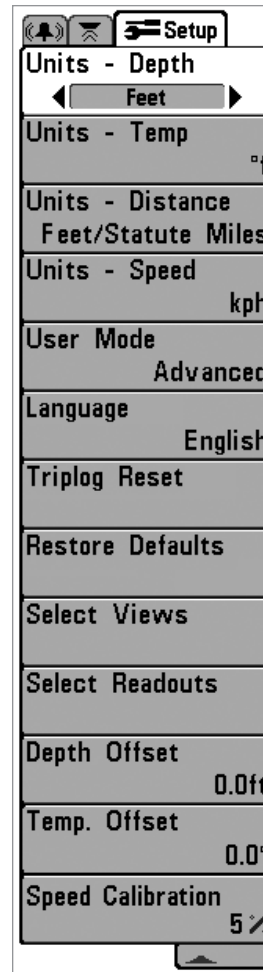 Setup
Units - Depth
Feet
Units - Temp
Units - Distance
Feet/Statute Miles
Units - Speed
kph
User Mode
Advanced
Language
English
Triplog Reset
Restore Defaults
Select Views
Select Readouts
Depth Offset
0.0ft
Temp. Offset
0.0°
Speed Calibration
5%